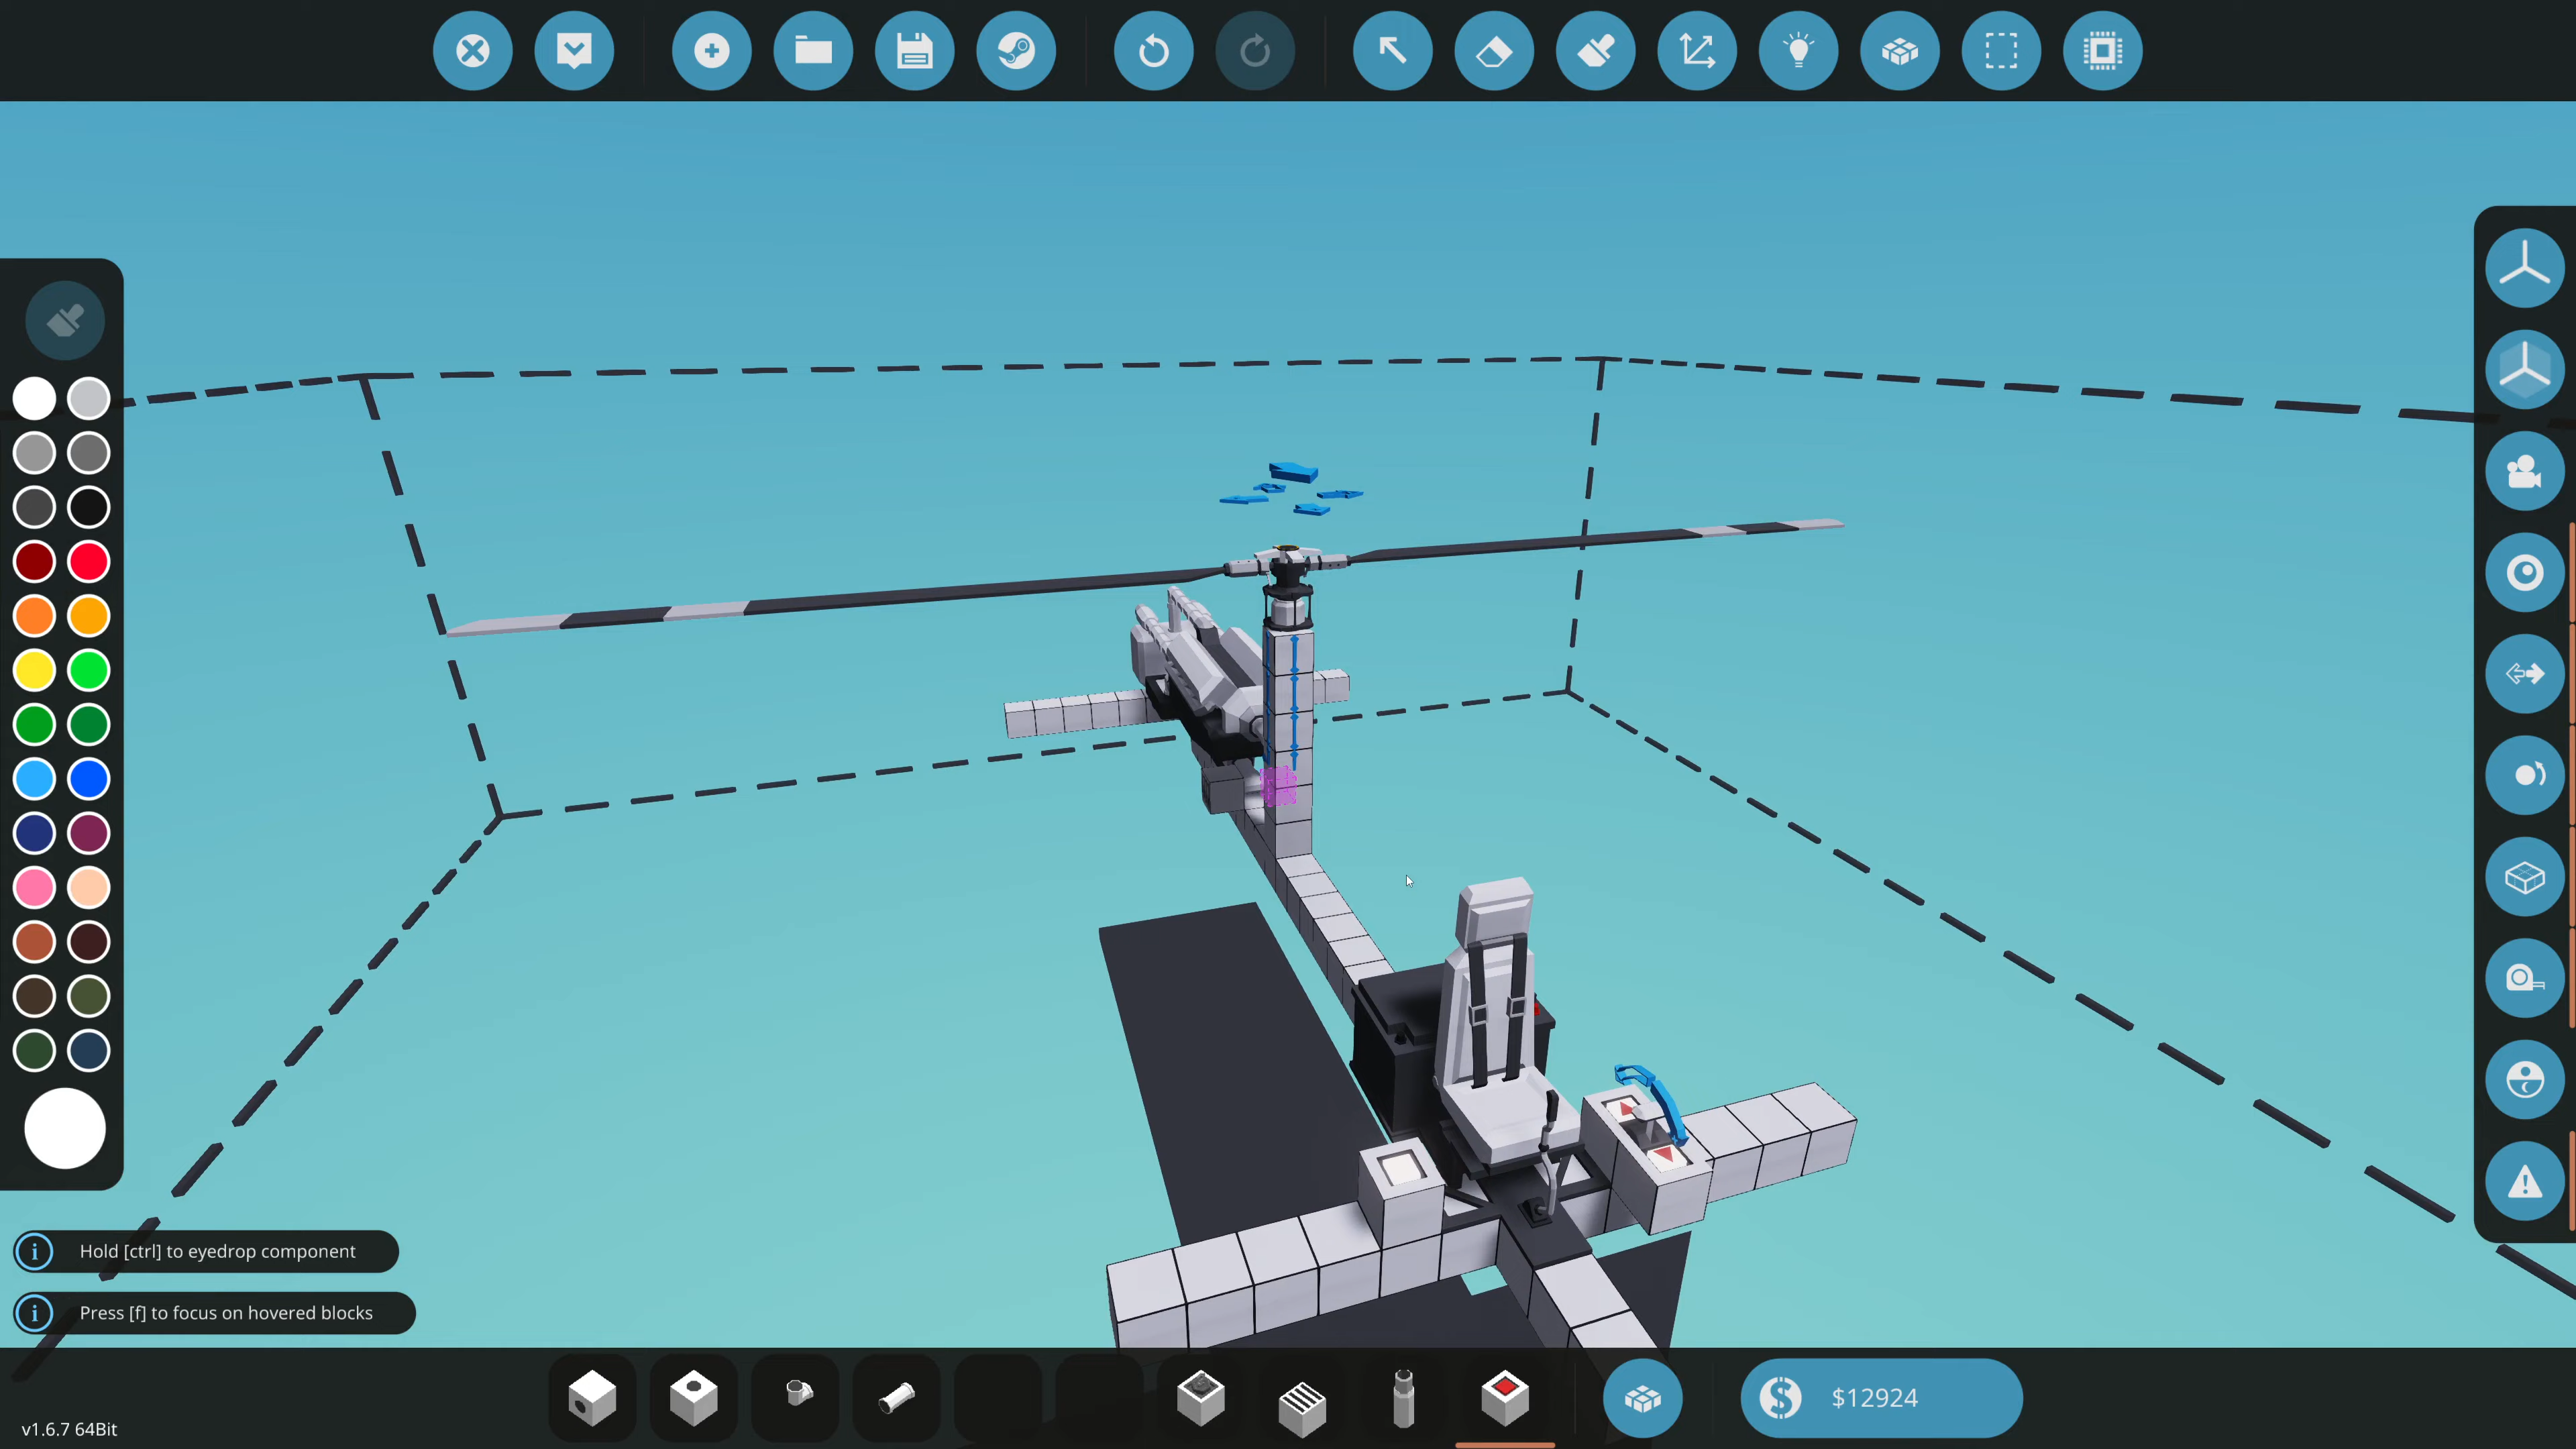 Hold [ctrl] to eyedrop component
Press [f] to focus on hovered blocks
v1.6.7 64Bit
$12924